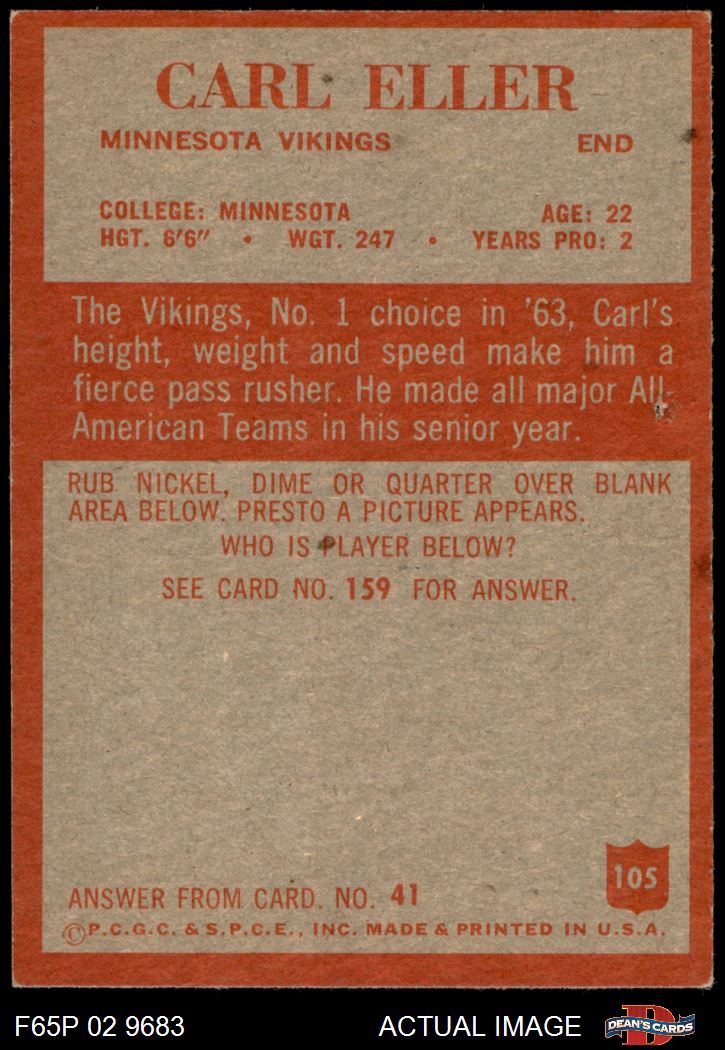 CARL ELLER
MINNESOTA VIKINGS END
COLLEGE: MINNESOTA AGE: 22
HGT. 6'6" • WGT. 247 • YEARS PRO: 2
The Vikings, No. 1 choice in '63, Carl's
height, weight and speed make him a
fierce pass rusher. He made all major All-
American Teams in his senior year.
RUB NICKEL, DIME OR QUARTER OVER BLANK
AREA BELOW. PRESTO A PICTURE APPEARS.
WHO IS PLAYER BELOW?
SEE CARD NO. 159 FOR ANSWER.
105
ANSWER FROM CARD. NO. 41
©P.C.G.C. & S.P.C.E., INC. MADE & PRINTED IN U.S.A.
F65P 02 9683 ACTUAL IMAGE
DEAN'S CARDS